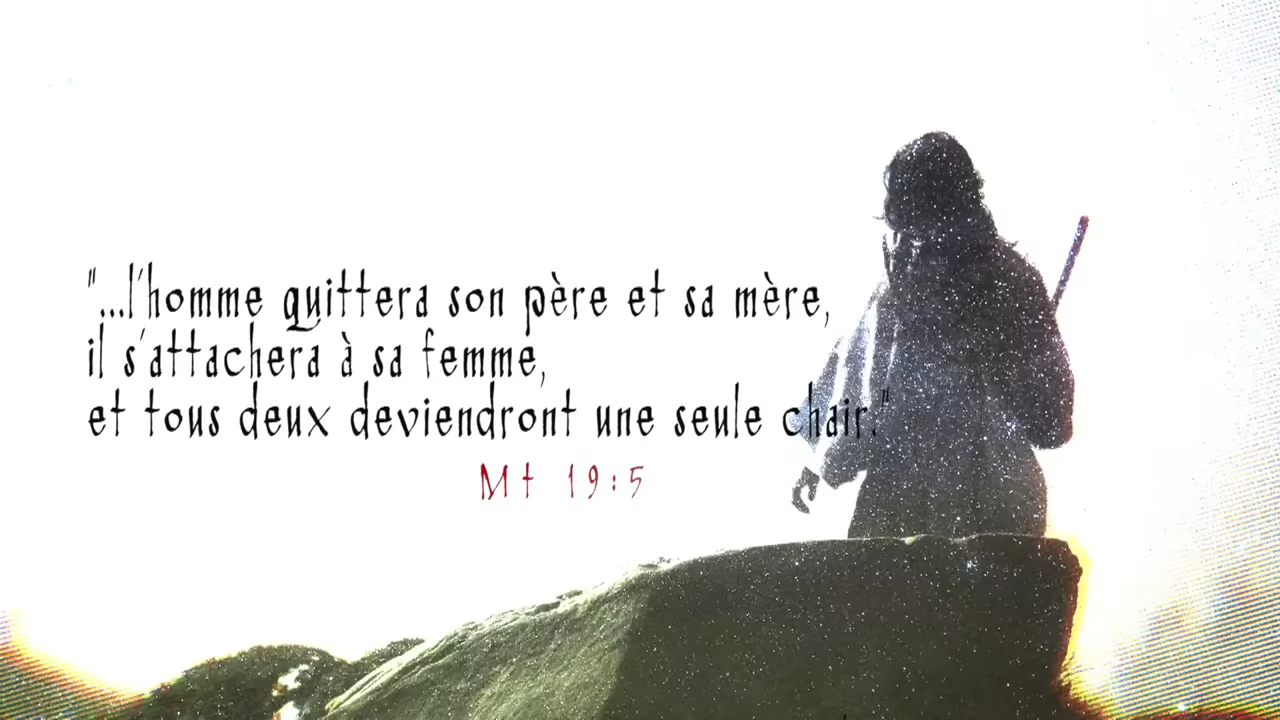 "...l'homme quittera son père et sa mère,
il s'attachera à sa femme,
et tous deux deviendront une seule chair."
Mt 19:5